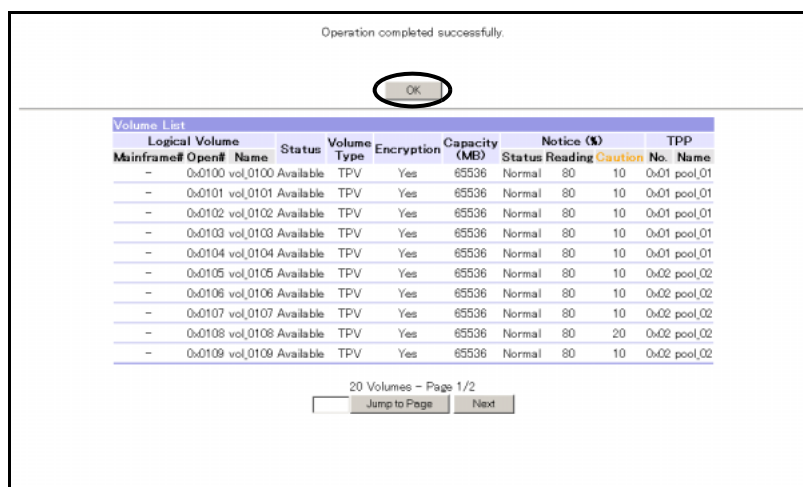 Operation completed successfully.
OK
Volume List
Logical Volume Status Volume Type Encryption Capacity (MB) Notice (%) TPP
Mainframe# Open# Name Status Reading Caution No. Name
- 0x0100 vol_0100 Available TPV Yes 65536 Normal 80 10 0x01 pool_01
- 0x0101 vol_0101 Available TPV Yes 65536 Normal 80 10 0x01 pool_01
- 0x0102 vol_0102 Available TPV Yes 65536 Normal 80 10 0x01 pool_01
- 0x0103 vol_0103 Available TPV Yes 65536 Normal 80 10 0x01 pool_01
- 0x0104 vol_0104 Available TPV Yes 65536 Normal 80 10 0x01 pool_01
- 0x0105 vol_0105 Available TPV Yes 65536 Normal 80 10 0x02 pool_02
- 0x0106 vol_0106 Available TPV Yes 65536 Normal 80 10 0x02 pool_02
- 0x0107 vol_0107 Available TPV Yes 65536 Normal 80 10 0x02 pool_02
- 0x0108 vol_0108 Available TPV Yes 65536 Normal 80 20 0x02 pool_02
- 0x0109 vol_0109 Available TPV Yes 65536 Normal 80 10 0x02 pool_02
20 Volumes - Page 1/2
Jump to Page Next